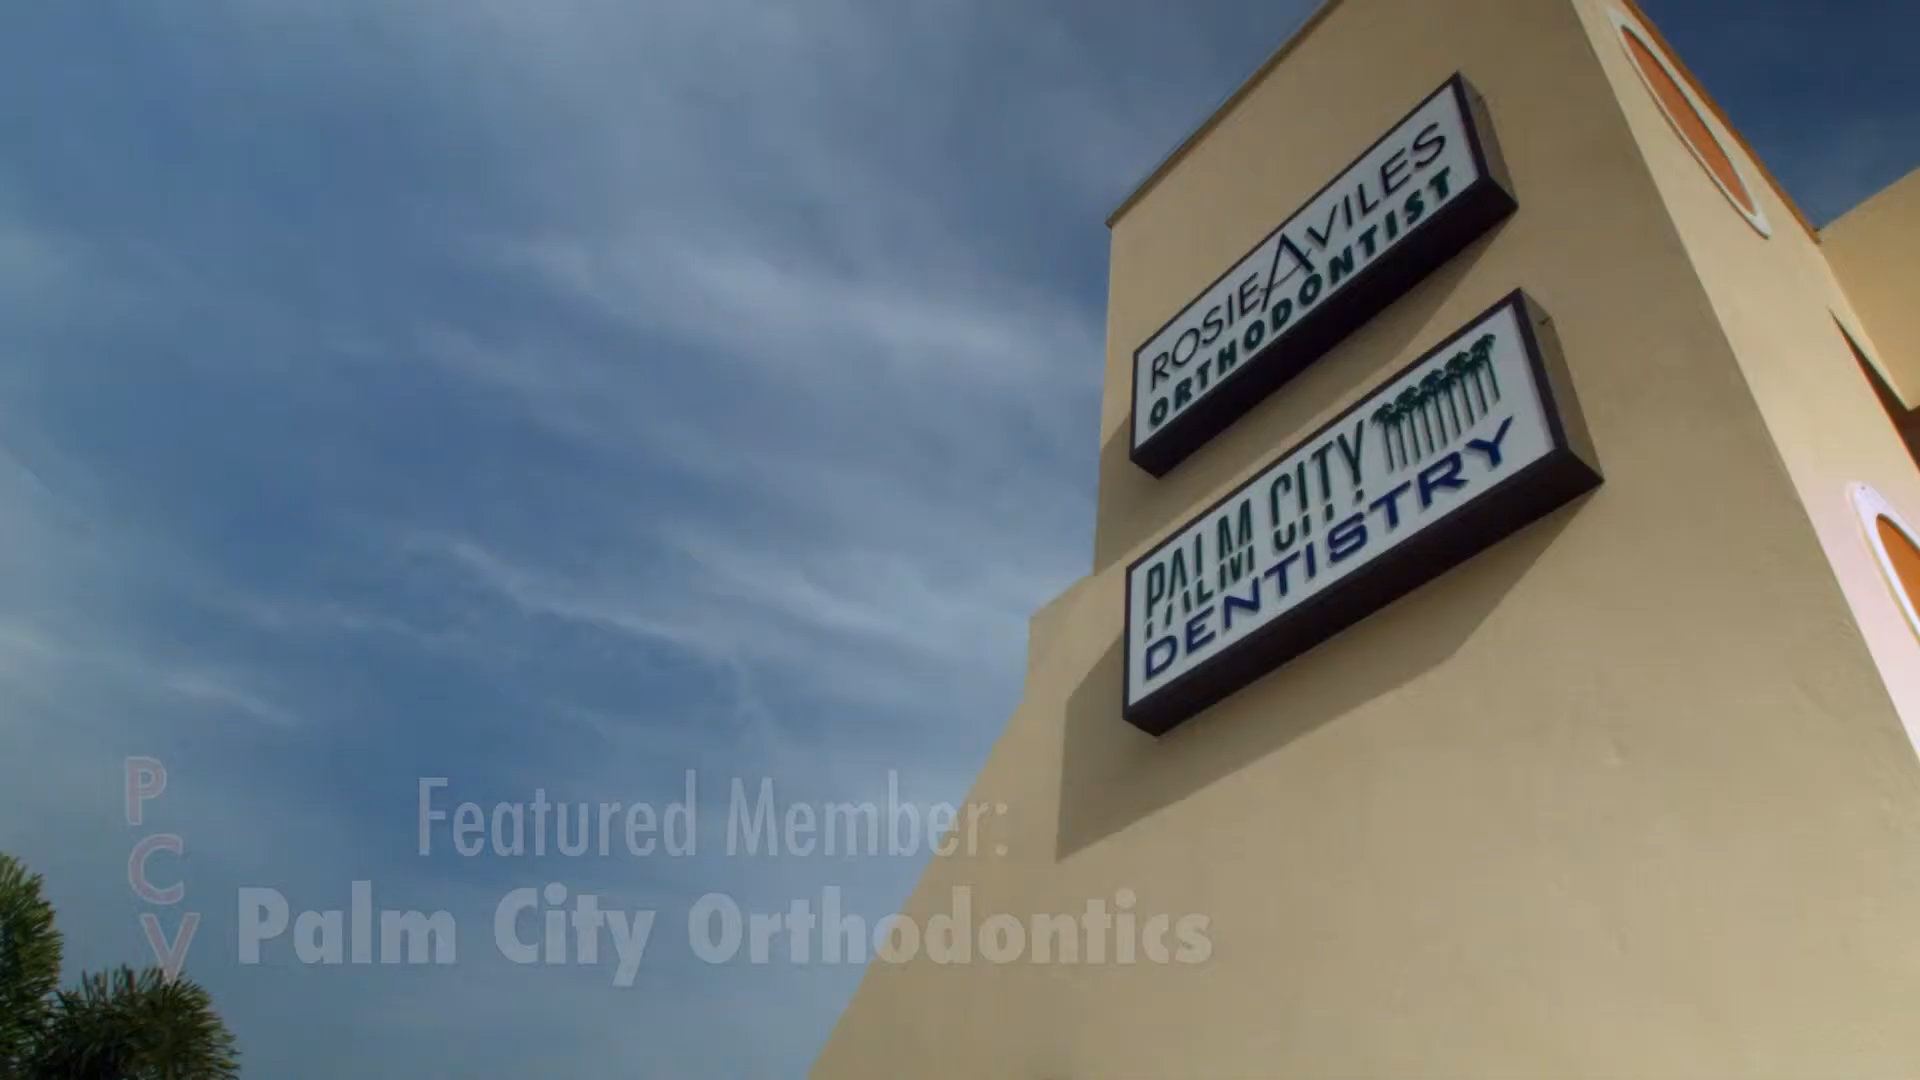 ROSIE AVILES
ORTHODONTIST
PALM CITY
DENTISTRY
P
C
V
Featured Member:
Palm City Orthodontics